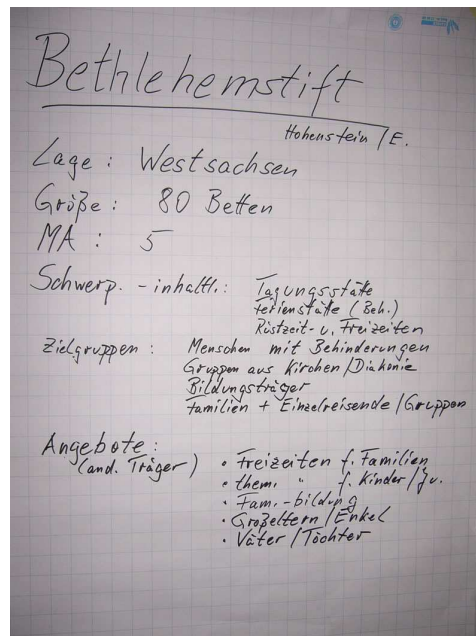 Bethlehemstift
Hohenstein/E.
Lage: Westsachsen
Größe: 80 Betten
MA: 5
Schwerp. - inhaltl.: Tagungsstätte
Ferienstätte (Beh.)
Rüstzeit- u. Freizeiten
Zielgruppen: Menschen mit Behinderungen
Gruppen aus Kirchen/Diakonie
Bildungsträger
Familien + Einzelreisende/Gruppen
Angebote:
(and. Träger) • Freizeiten f. Familien
• them. " f. Kinder/Ju.
• Fam.-bildung
• Großeltern/Enkel
• Väter/Töchter